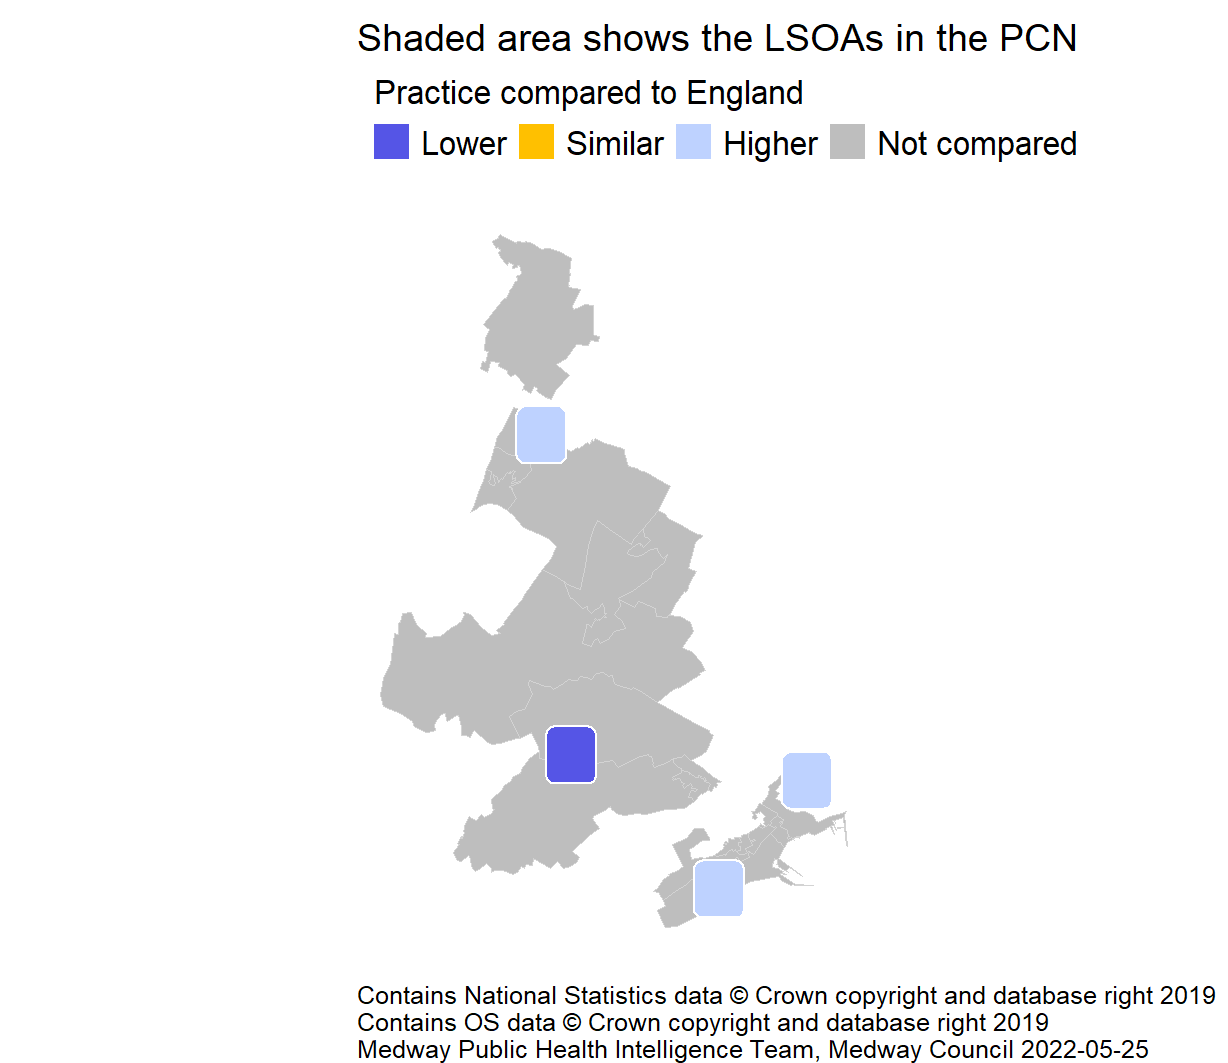 Shaded area shows the LSOAs in the PCN
Practice compared to England
Lower Similar Higher Not compared
Contains National Statistics data © Crown copyright and database right 2019
Contains OS data © Crown copyright and database right 2019
Medway Public Health Intelligence Team, Medway Council 2022-05-25